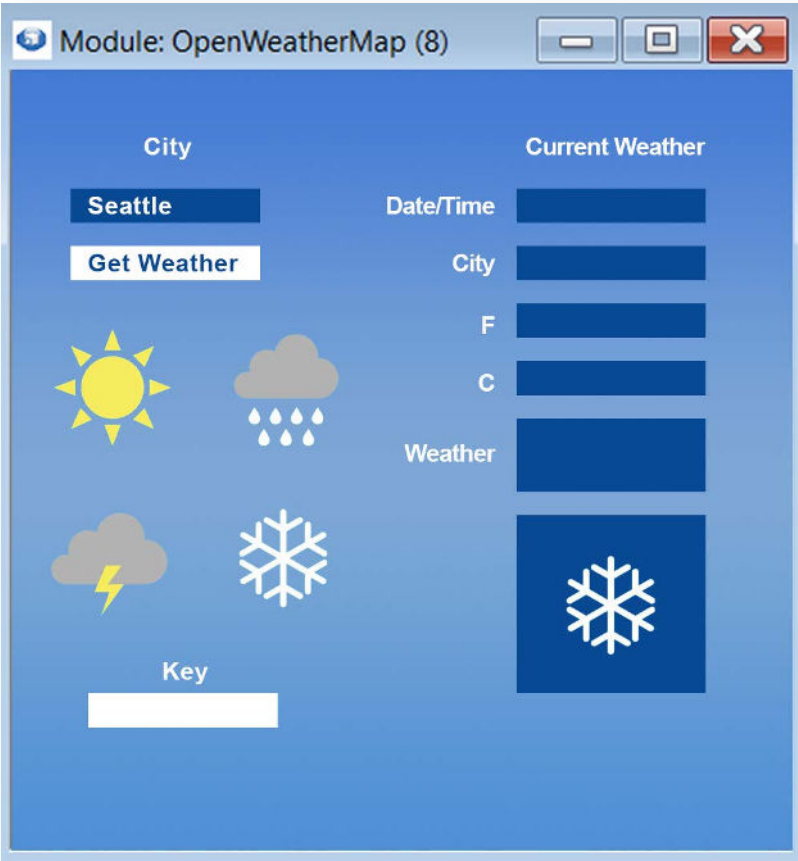 Module: OpenWeatherMap (8)
City
Seattle
Get Weather
Key
Current Weather
Date/Time
City
F
C
Weather